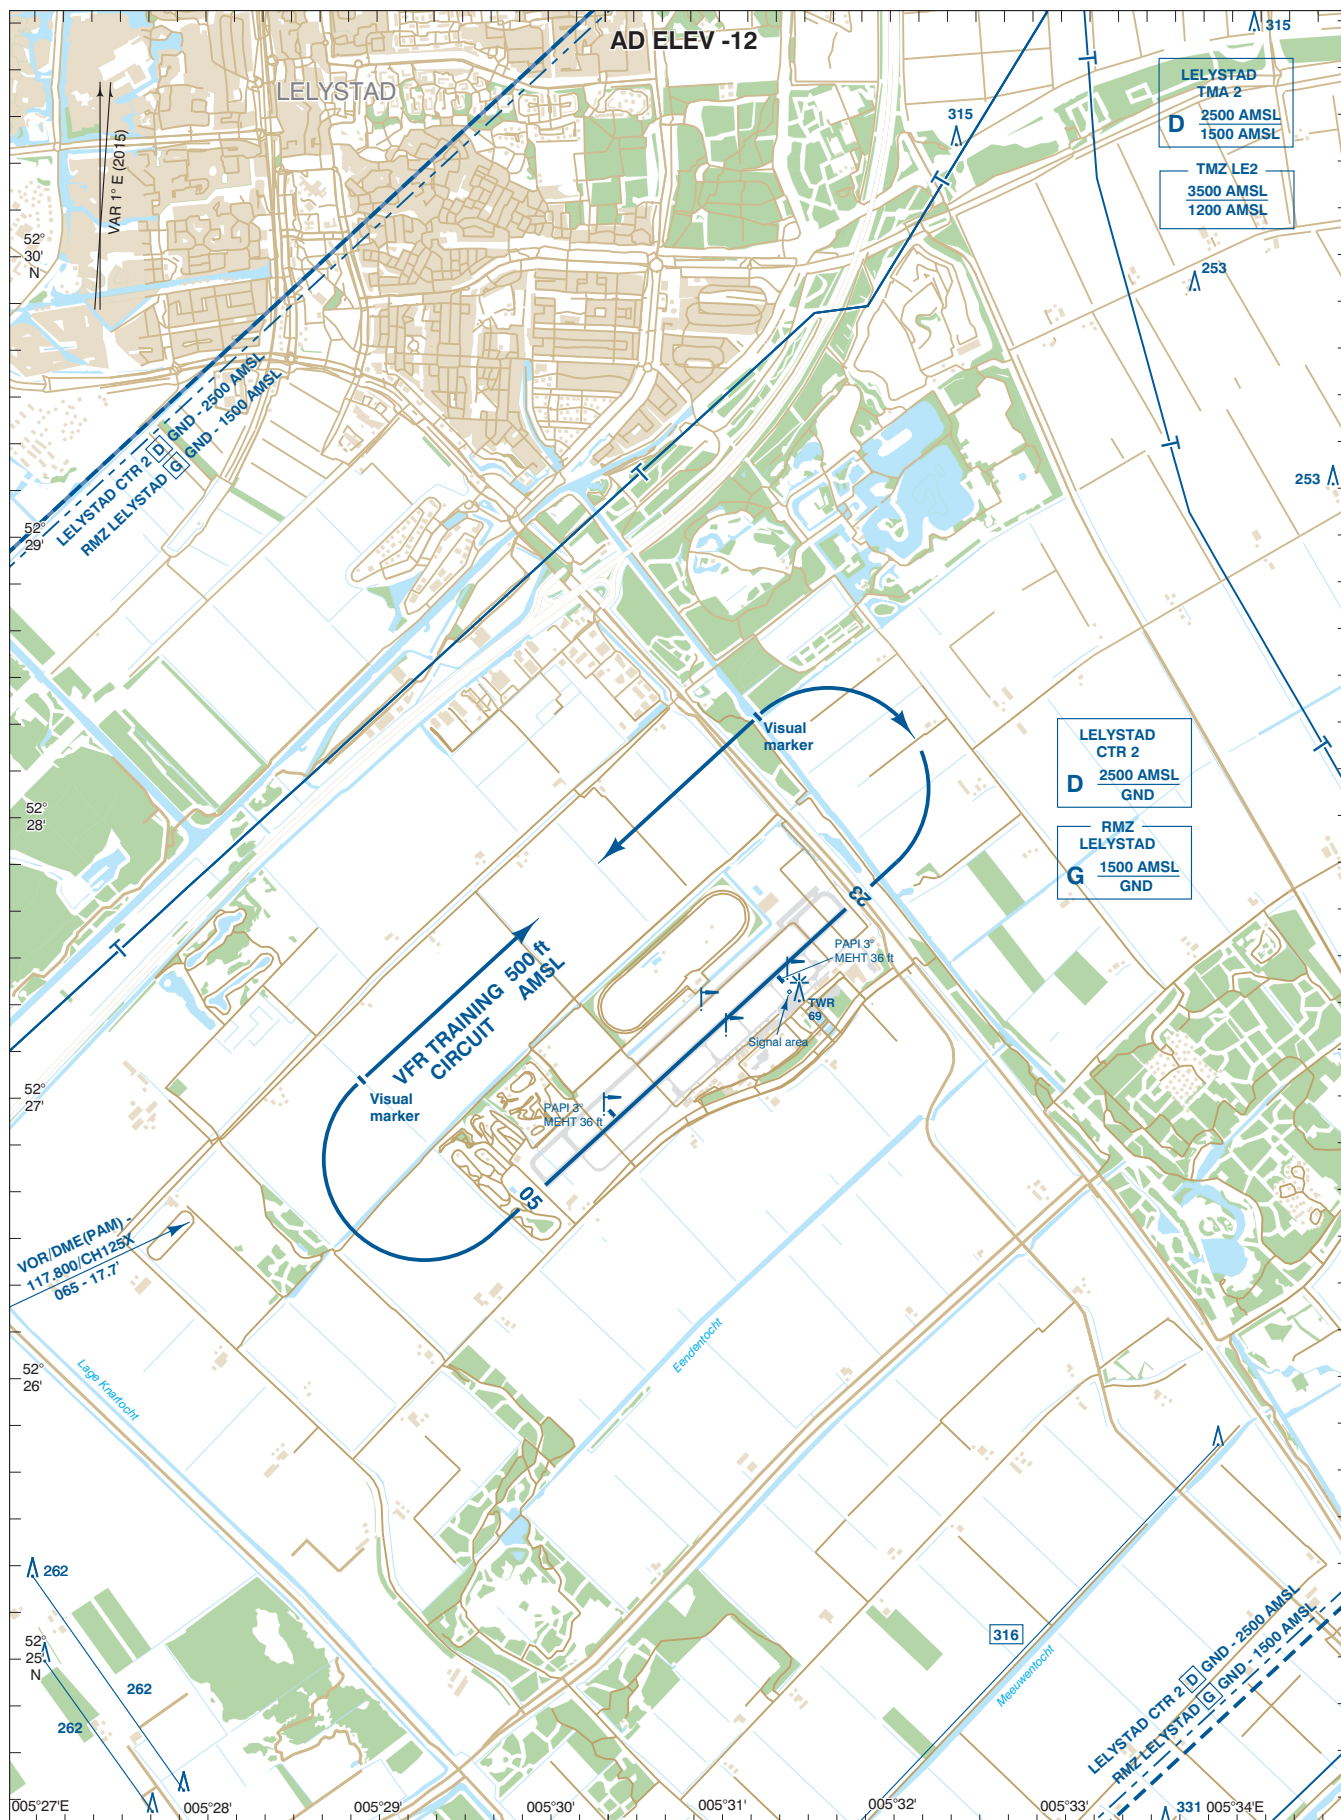 AD ELEV -12
315
LELYSTAD
TMA 2
D 2500 AMSL
1500 AMSL
TMZ LE2
3500 AMSL
1200 AMSL
LELYSTAD
315
VAR 1° E (2015)
52°
30'
N
253
253
LELYSTAD CTR 2 D GND - 2500 AMSL
RMZ LELYSTAD G GND - 1500 AMSL
52°
29'
Visual
marker
LELYSTAD
CTR 2
D 2500 AMSL
GND
52°
28'
RMZ
LELYSTAD
G 1500 AMSL
GND
23
PAPI 3°
MEHT 36 ft
VFR TRAINING 500 ft
CIRCUIT AMSL
TWR
69
Signal area
52°
27'
Visual
marker
PAPI 3°
MEHT 36 ft
05
VOR/DME(PAM) -
117.800/CH125X
065 - 17.7'
Eendentocht
Lage Knartocht
52°
26'
262
316
52°
25'
N
262
262
Meeuwentocht
LELYSTAD CTR 2 D GND - 2500 AMSL
RMZ LELYSTAD G GND - 1500 AMSL
331
005°27'E
005°28'
005°29'
005°30'
005°31'
005°32'
005°33'
005°34'E